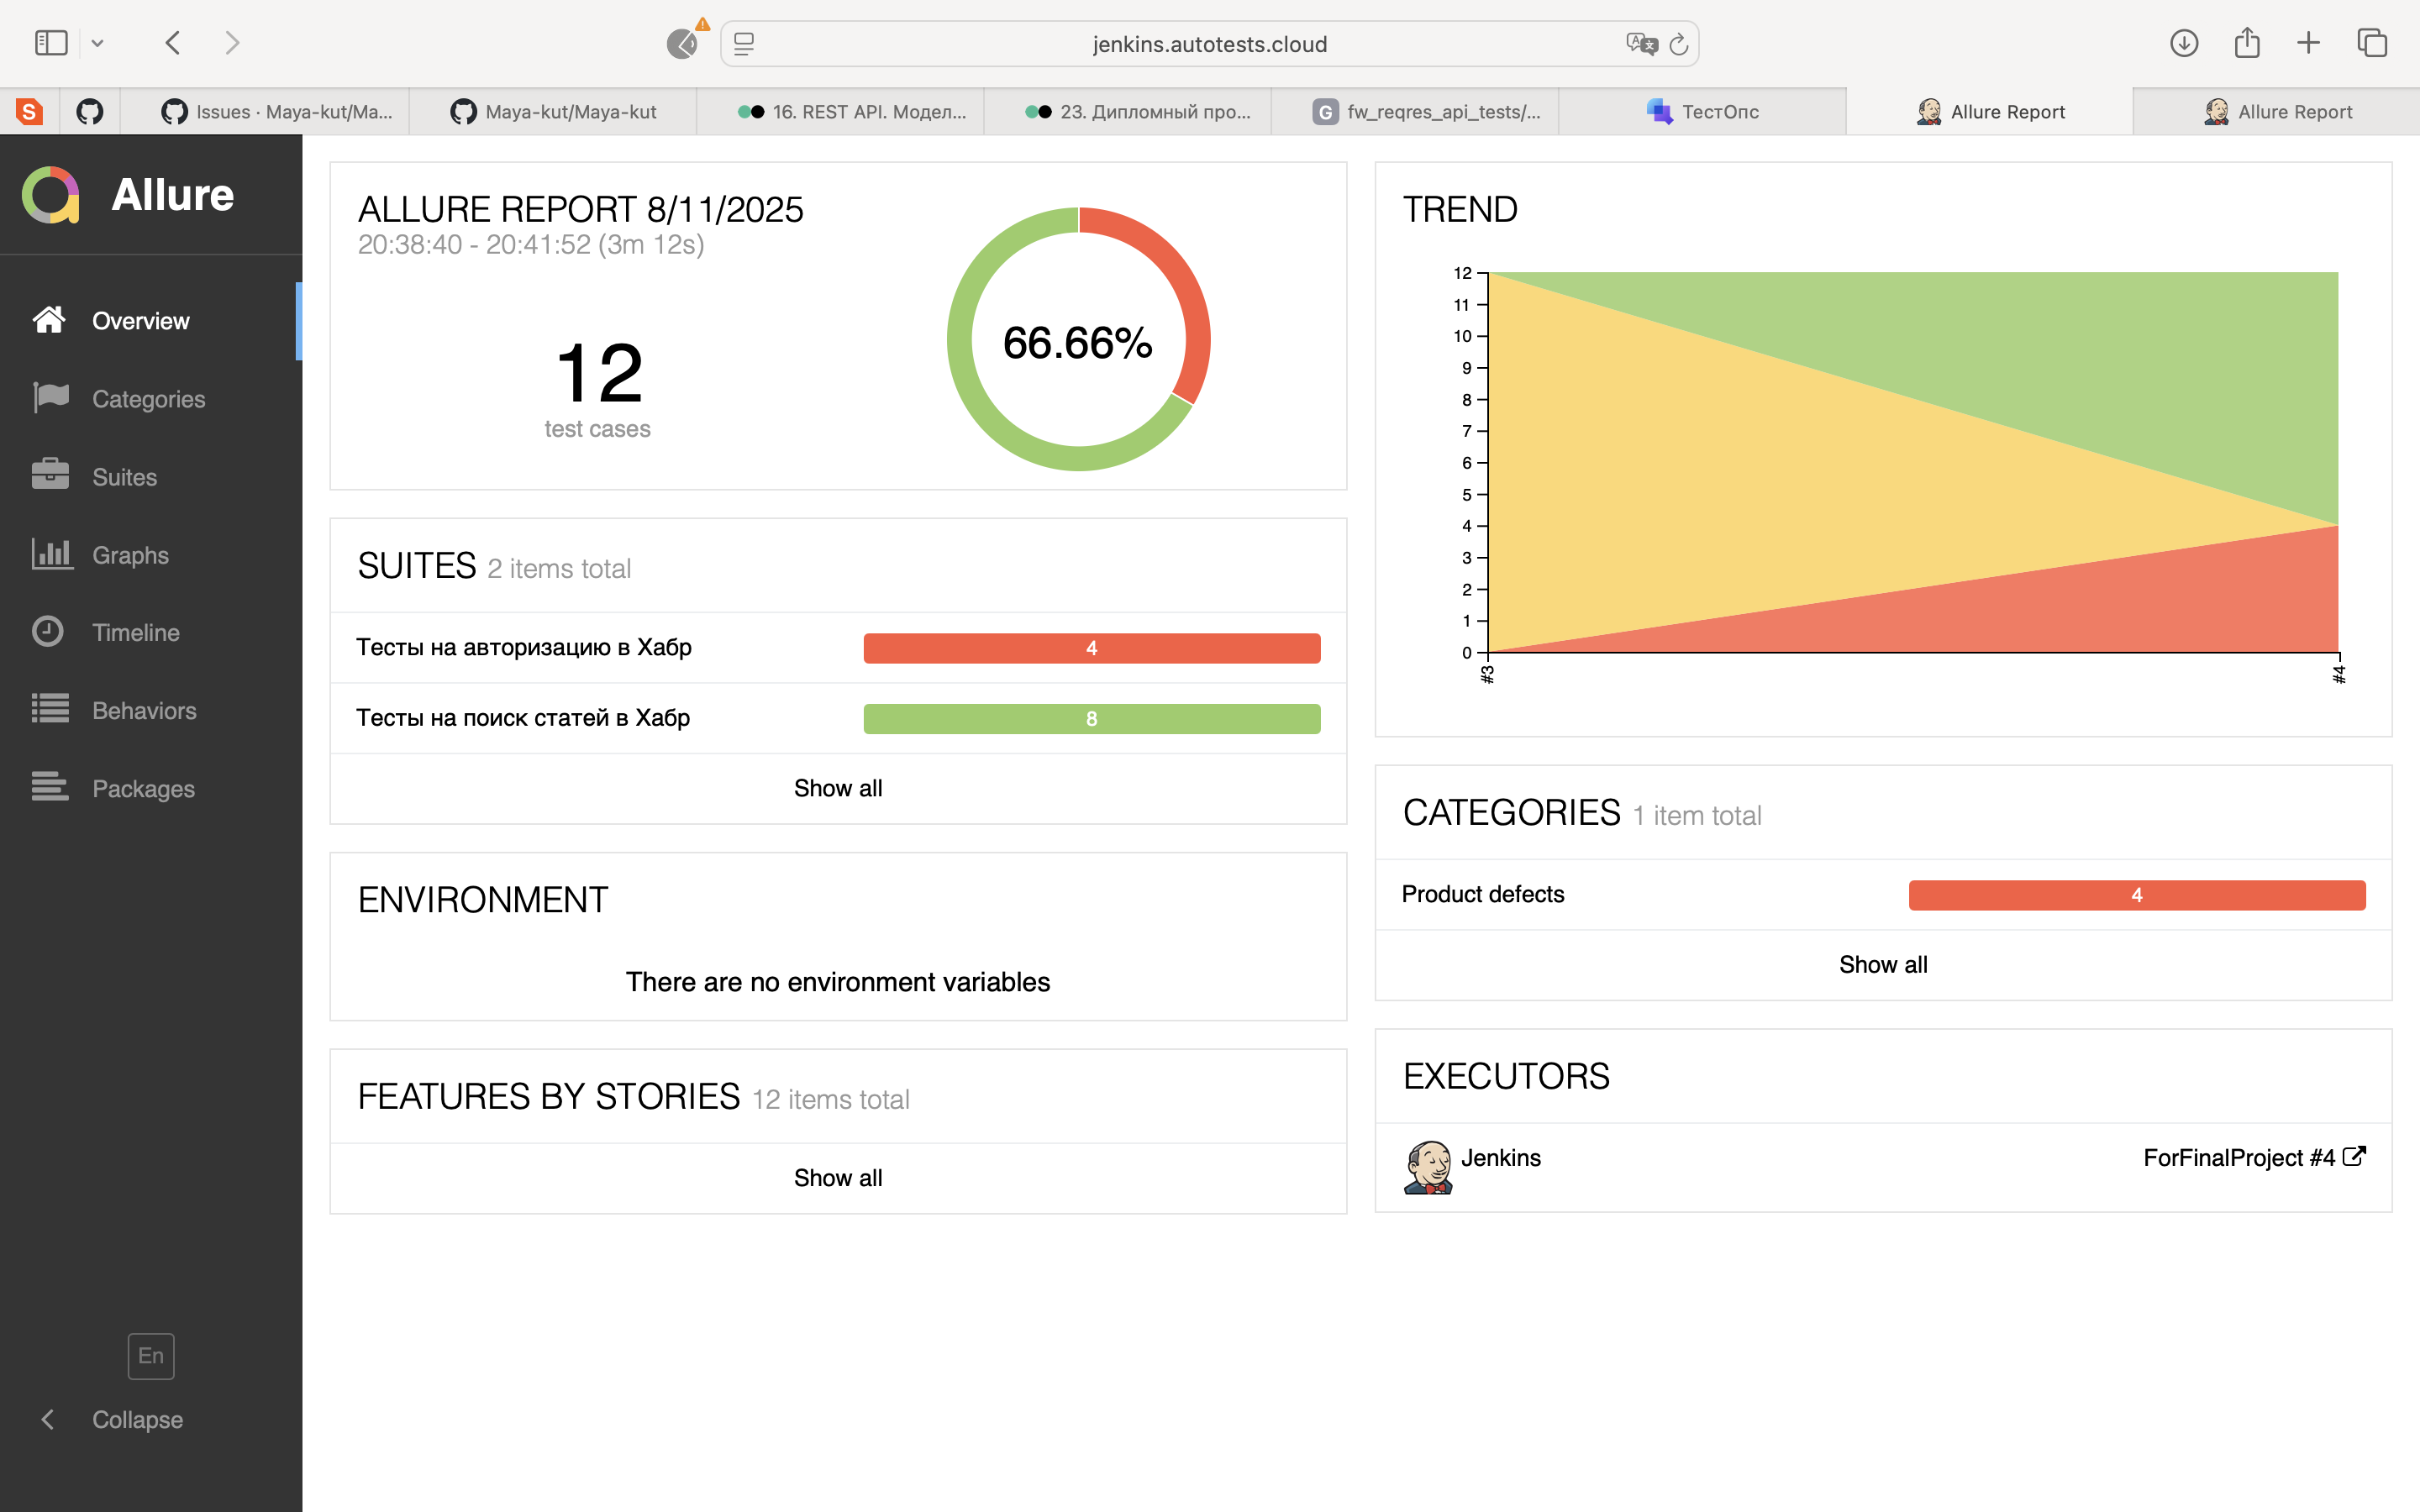 jenkins.autotests.cloud
S
Issues · Maya-kut/Ma...
Maya-kut/Maya-kut
16. REST API. Модел...
23. Дипломный про...
G fw_reqres_api_tests/...
ТестОпс
Allure Report
Allure Report
Allure
Overview
Categories
Suites
Graphs
Timeline
Behaviors
Packages
En
Collapse
ALLURE REPORT 8/11/2025
20:38:40 - 20:41:52 (3m 12s)
12
test cases
66.66%
SUITES 2 items total
Тесты на авторизацию в Хабр 4
Тесты на поиск статей в Хабр 8
Show all
ENVIRONMENT
There are no environment variables
FEATURES BY STORIES 12 items total
Show all
TREND
12
11
10
9
8
7
6
5
4
3
2
1
0
#3
#4
CATEGORIES 1 item total
Product defects 4
Show all
EXECUTORS
Jenkins ForFinalProject #4